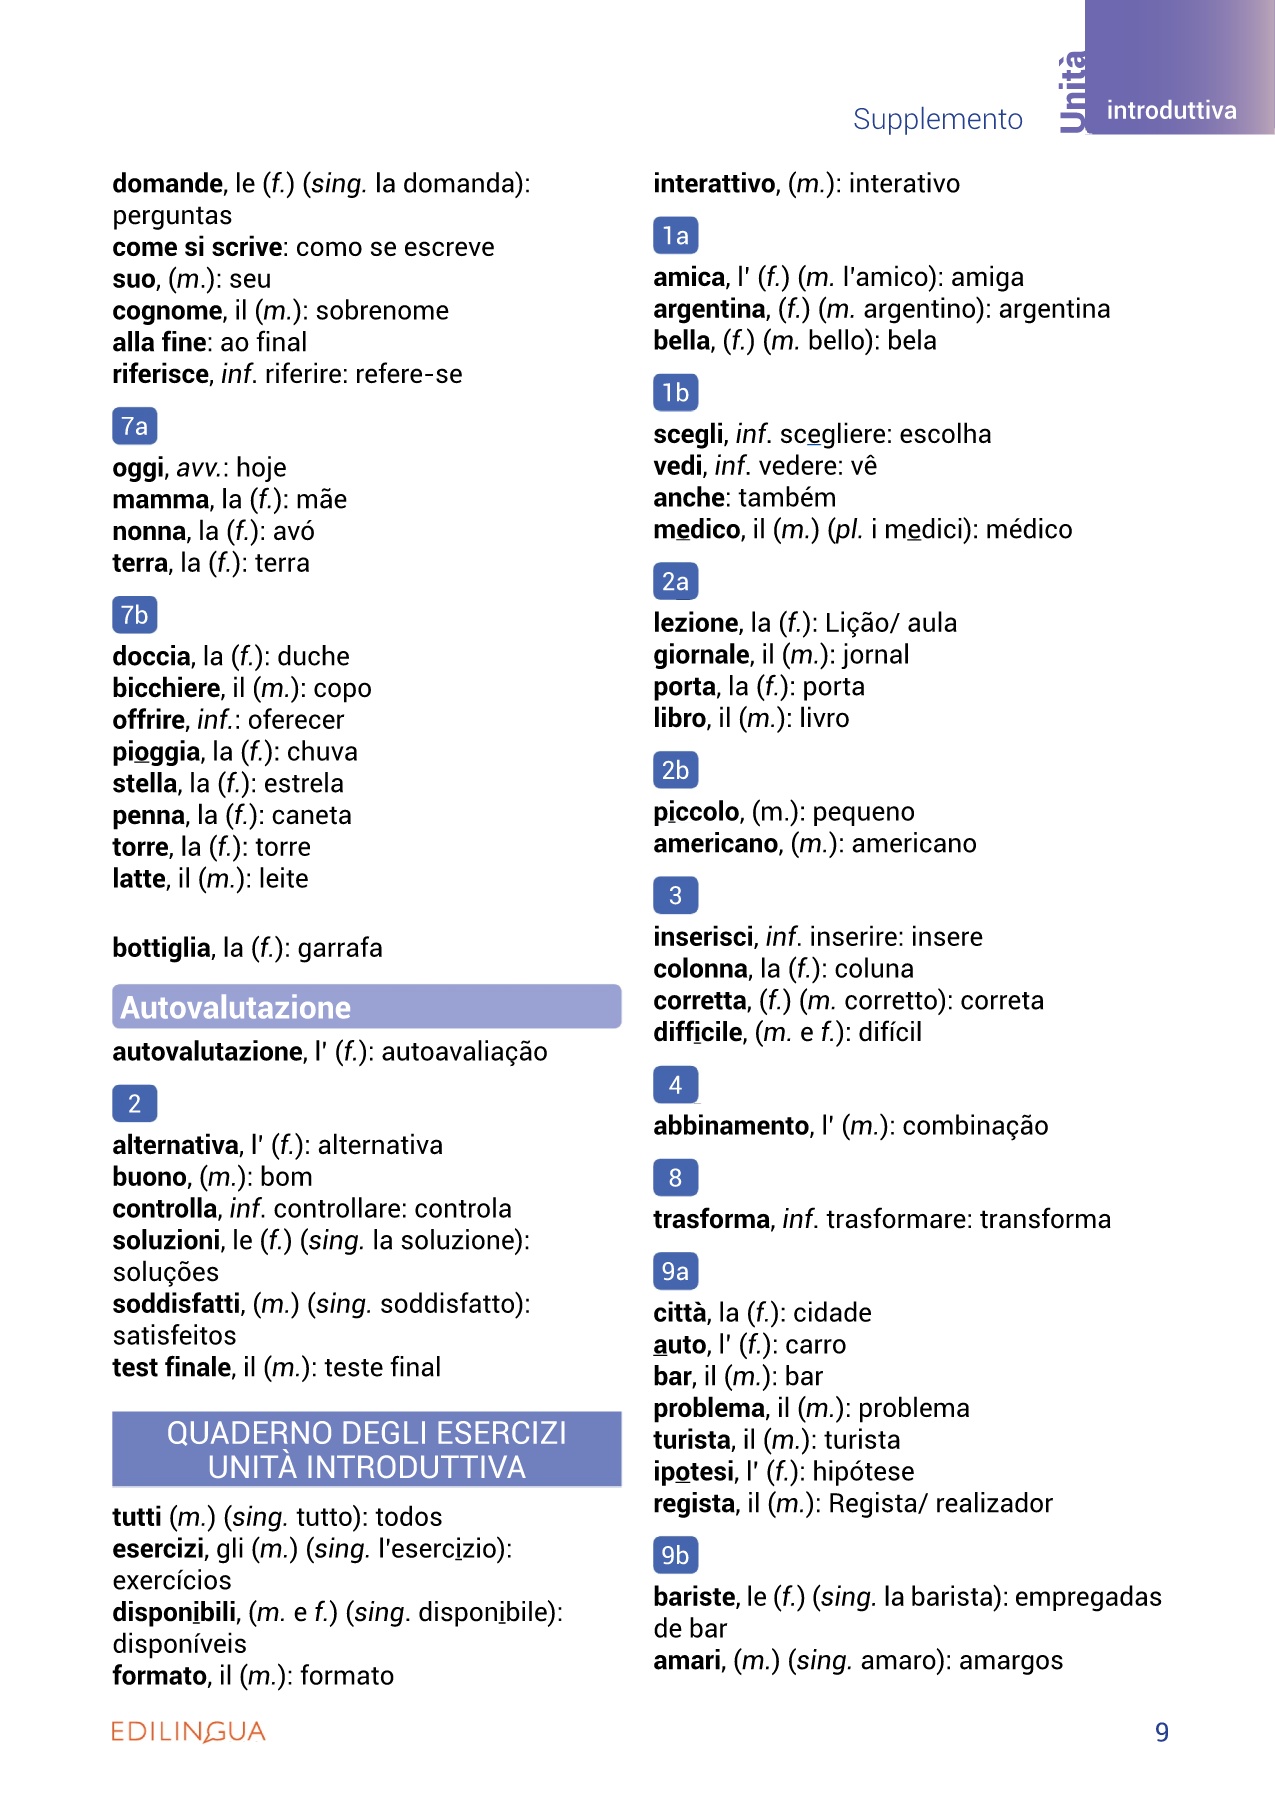 Supplemento
Unità
introduttiva
domande, le (f.) (sing. la domanda):
perguntas
come si scrive: como se escreve
suo, (m.): seu
cognome, il (m.): sobrenome
alla fine: ao final
riferisce, inf. riferire: refere-se
7a
oggi, avv.: hoje
mamma, la (f.): mãe
nonna, la (f.): avó
terra, la (f.): terra
7b
doccia, la (f.): duche
bicchiere, il (m.): copo
offrire, inf.: oferecer
pioggia, la (f.): chuva
stella, la (f.): estrela
penna, la (f.): caneta
torre, la (f.): torre
latte, il (m.): leite
bottiglia, la (f.): garrafa
Autovalutazione
autovalutazione, l' (f.): autoavaliação
2
alternativa, l' (f.): alternativa
buono, (m.): bom
controlla, inf. controllare: controla
soluzioni, le (f.) (sing. la soluzione):
soluções
soddisfatti, (m.) (sing. soddisfatto):
satisfeitos
test finale, il (m.): teste final
QUADERNO DEGLI ESERCIZI
UNITÀ INTRODUTTIVA
tutti (m.) (sing. tutto): todos
esercizi, gli (m.) (sing. l'esercizio):
exercícios
disponibili, (m. e f.) (sing. disponibile):
disponíveis
formato, il (m.): formato
interattivo, (m.): interativo
1a
amica, l' (f.) (m. l'amico): amiga
argentina, (f.) (m. argentino): argentina
bella, (f.) (m. bello): bela
1b
scegli, inf. scegliere: escolha
vedi, inf. vedere: vê
anche: também
medico, il (m.) (pl. i medici): médico
2a
lezione, la (f.): Lição/ aula
giornale, il (m.): jornal
porta, la (f.): porta
libro, il (m.): livro
2b
piccolo, (m.): pequeno
americano, (m.): americano
3
inserisci, inf. inserire: insere
colonna, la (f.): coluna
corretta, (f.) (m. corretto): correta
difficile, (m. e f.): difícil
4
abbinamento, l' (m.): combinação
8
trasforma, inf. trasformare: transforma
9a
città, la (f.): cidade
auto, l' (f.): carro
bar, il (m.): bar
problema, il (m.): problema
turista, il (m.): turista
ipotesi, l' (f.): hipótese
regista, il (m.): Regista/ realizador
9b
bariste, le (f.) (sing. la barista): empregadas
de bar
amari, (m.) (sing. amaro): amargos
EDILINGUA
9